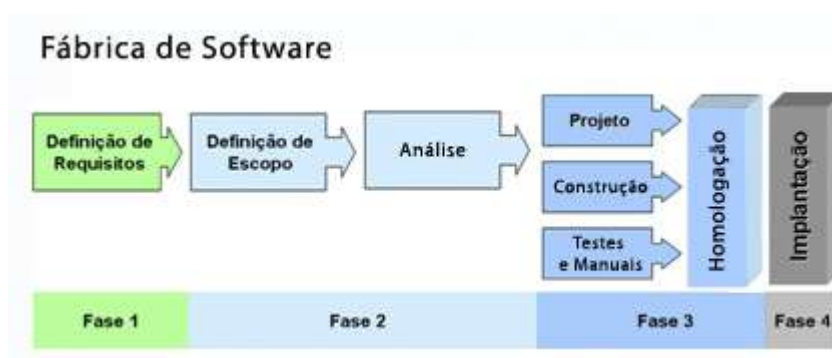 Fábrica de Software
Definição de
Requisitos
Definição de
Escopo
Análise
Projeto
Construção
Testes
e Manuais
Homologação
Implantação
Fase 1
Fase 2
Fase 3
Fase 4